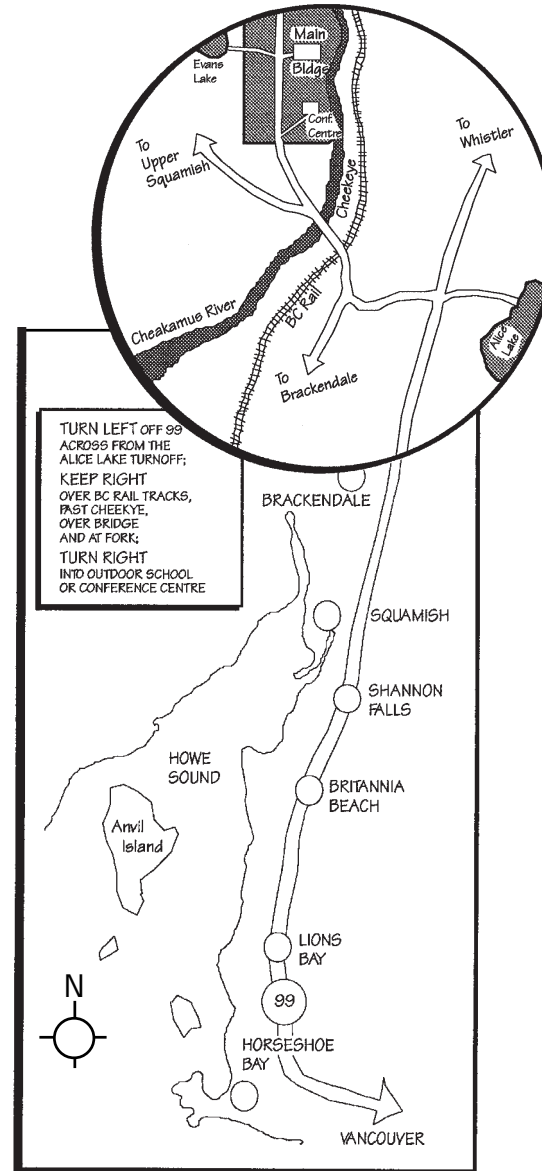 Main
Bldgs
Evans
Lake
Conf.
Centre
To
Upper
Squamish
To
Whistler
Cheekeye
Cheakamus River
BC Rail
Alice
Lake
To
Brackendale
TURN LEFT OFF 99
ACROSS FROM THE
ALICE LAKE TURNOFF;
KEEP RIGHT
OVER BC RAIL TRACKS,
PAST CHEEKYE,
OVER BRIDGE
AND AT FORK;
TURN RIGHT
INTO OUTDOOR SCHOOL
OR CONFERENCE CENTRE
BRACKENDALE
SQUAMISH
SHANNON
FALLS
HOWE
SOUND
BRITANNIA
BEACH
Anvil
Island
LIONS
BAY
N
99
HORSESHOE
BAY
VANCOUVER